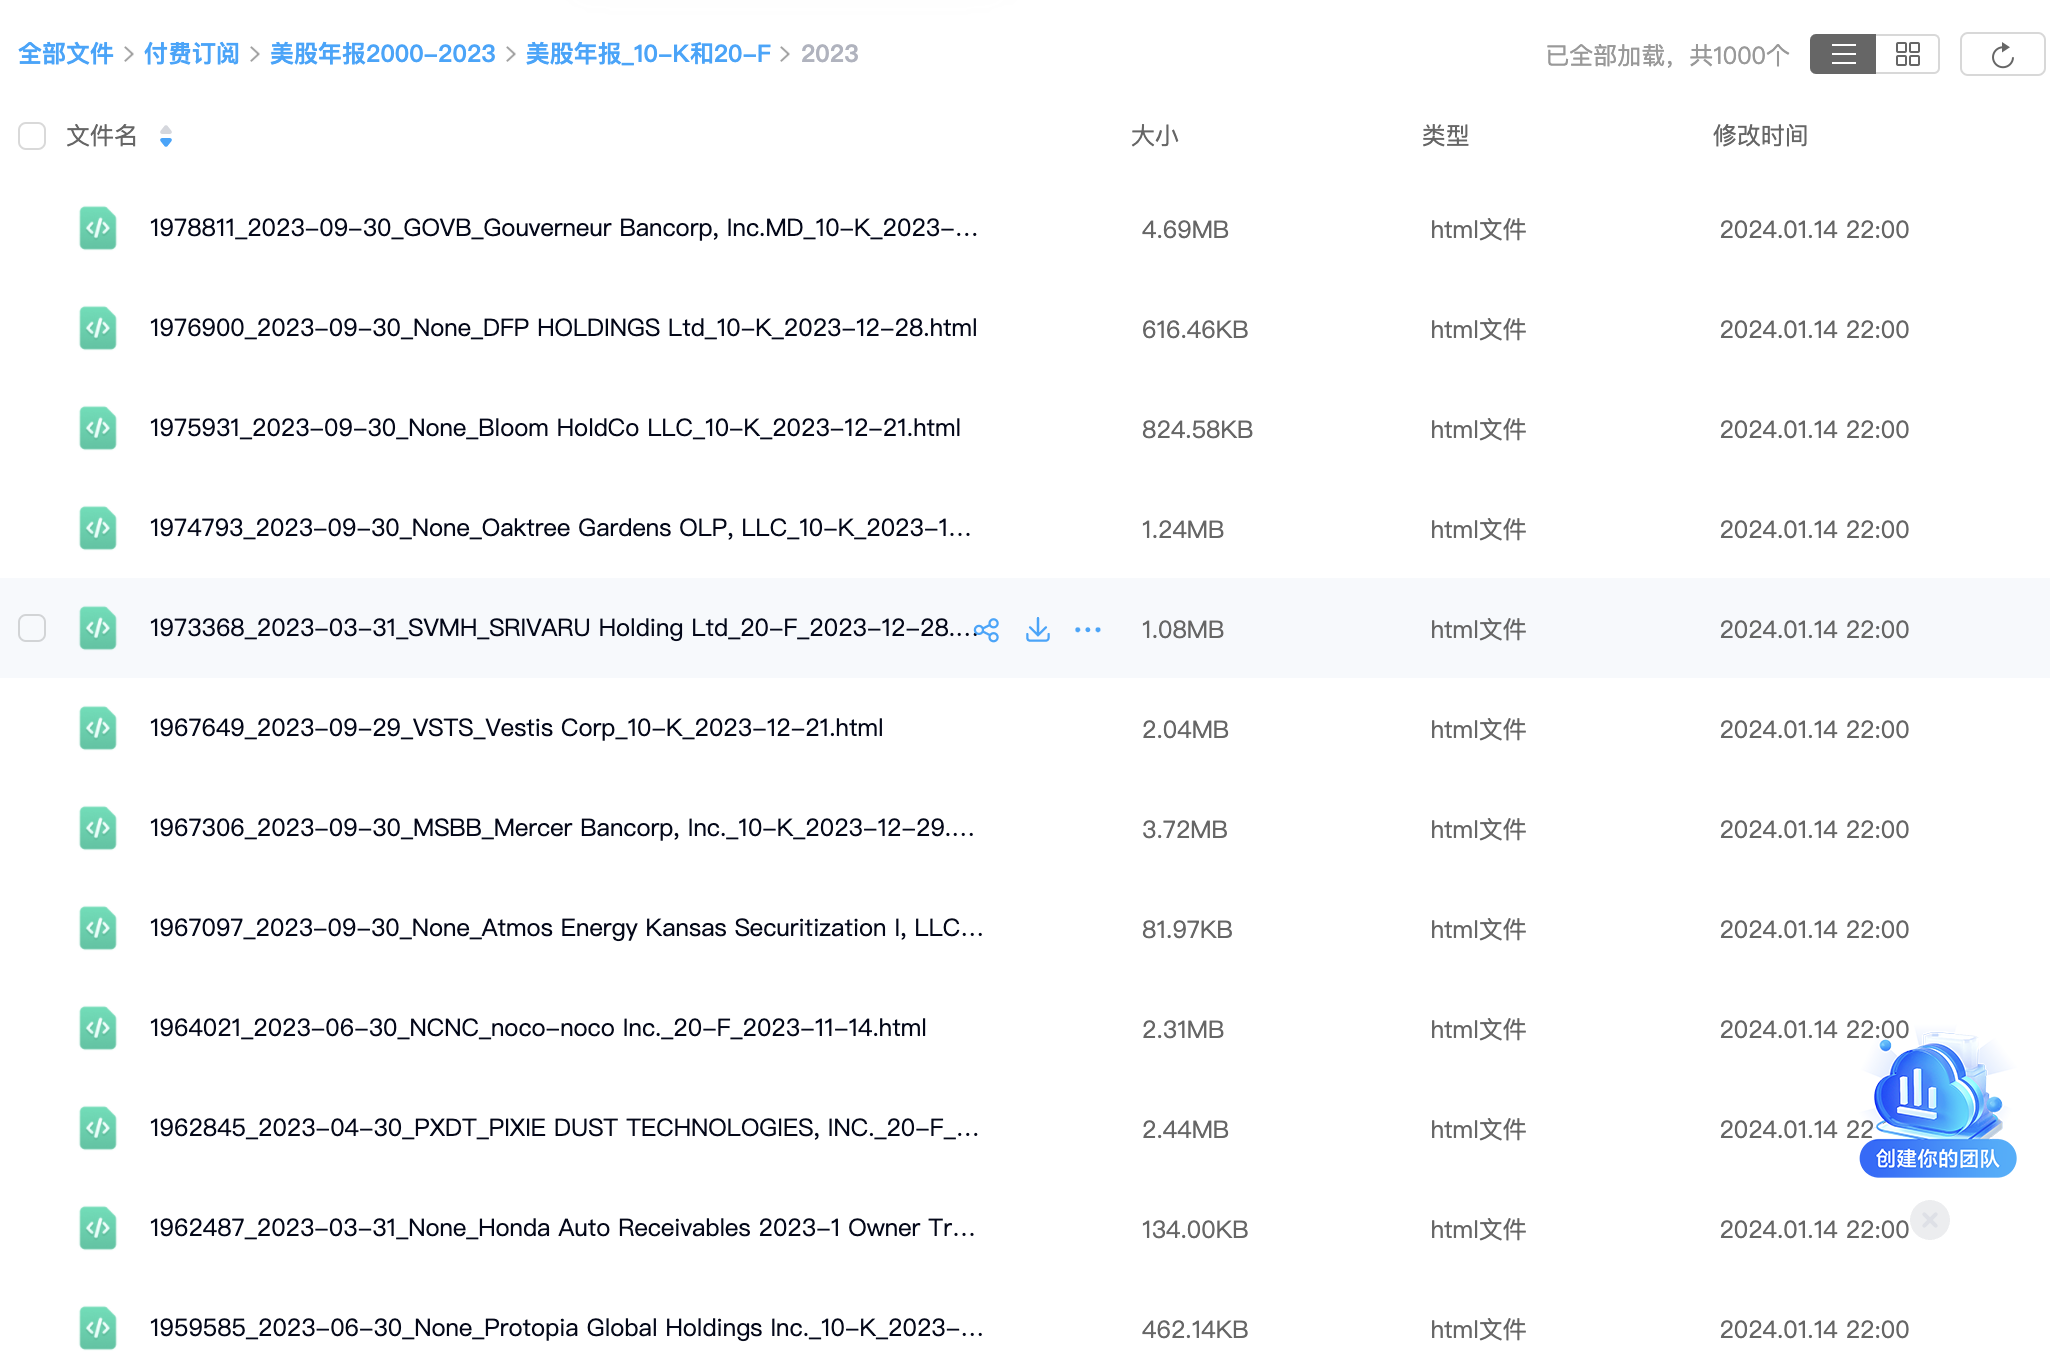 全部文件 > 付费订阅 > 美股年报2000-2023 > 美股年报_10-K和20-F > 2023 已全部加载，共1000个
文件名 大小 类型 修改时间
1978811_2023-09-30_GOVB_Gouverneur Bancorp, Inc.MD_10-K_2023-... 4.69MB html文件 2024.01.14 22:00
1976900_2023-09-30_None_DFP HOLDINGS Ltd_10-K_2023-12-28.html 616.46KB html文件 2024.01.14 22:00
1975931_2023-09-30_None_Bloom HoldCo LLC_10-K_2023-12-21.html 824.58KB html文件 2024.01.14 22:00
1974793_2023-09-30_None_Oaktree Gardens OLP, LLC_10-K_2023-1... 1.24MB html文件 2024.01.14 22:00
1973368_2023-03-31_SVMH_SRIVARU Holding Ltd_20-F_2023-12-28.... 1.08MB html文件 2024.01.14 22:00
1967649_2023-09-29_VSTS_Vestis Corp_10-K_2023-12-21.html 2.04MB html文件 2024.01.14 22:00
1967306_2023-09-30_MSBB_Mercer Bancorp, Inc._10-K_2023-12-29.... 3.72MB html文件 2024.01.14 22:00
1967097_2023-09-30_None_Atmos Energy Kansas Securitization I, LLC... 81.97KB html文件 2024.01.14 22:00
1964021_2023-06-30_NCNC_noco-noco Inc._20-F_2023-11-14.html 2.31MB html文件 2024.01.14 22:00
1962845_2023-04-30_PXDT_PIXIE DUST TECHNOLOGIES, INC._20-F_... 2.44MB html文件 2024.01.14 22
创建你的团队
1962487_2023-03-31_None_Honda Auto Receivables 2023-1 Owner Tr... 134.00KB html文件 2024.01.14 22:00
1959585_2023-06-30_None_Protopia Global Holdings Inc._10-K_2023-... 462.14KB html文件 2024.01.14 22:00